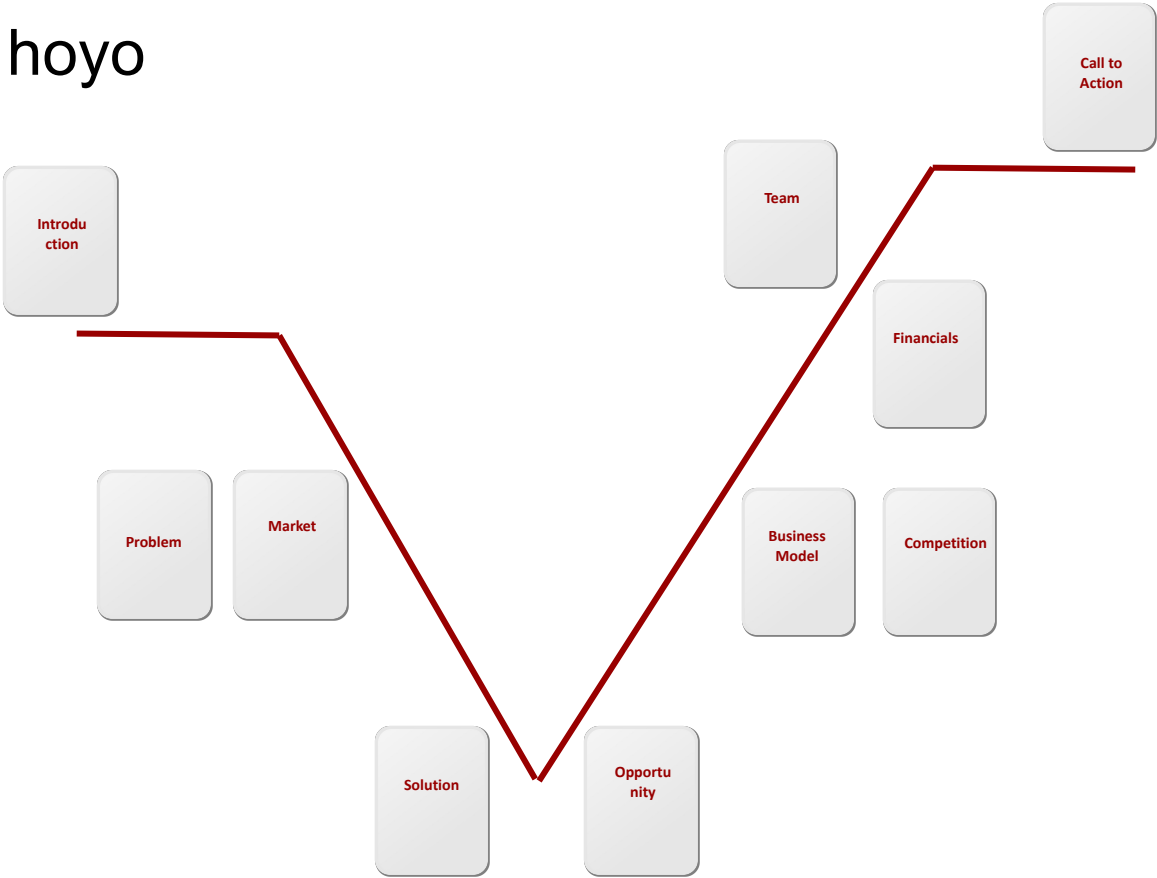 hoyo
Call to
Action
Team
Introdu
ction
Financials
Market
Problem
Business
Model
Competition
Solution
Opportu
nity